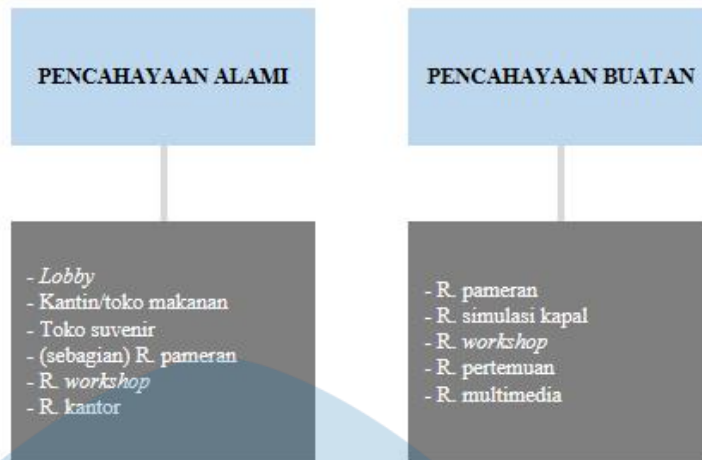 PENCAHAYAAN ALAMI
- Lobby
- Kantin/toko makanan
- Toko suvenir
- (sebagian) R. pameran
- R. workshop
- R. kantor
PENCAHAYAAN BUATAN
- R. pameran
- R. simulasi kapal
- R. workshop
- R. pertemuan
- R. multimedia